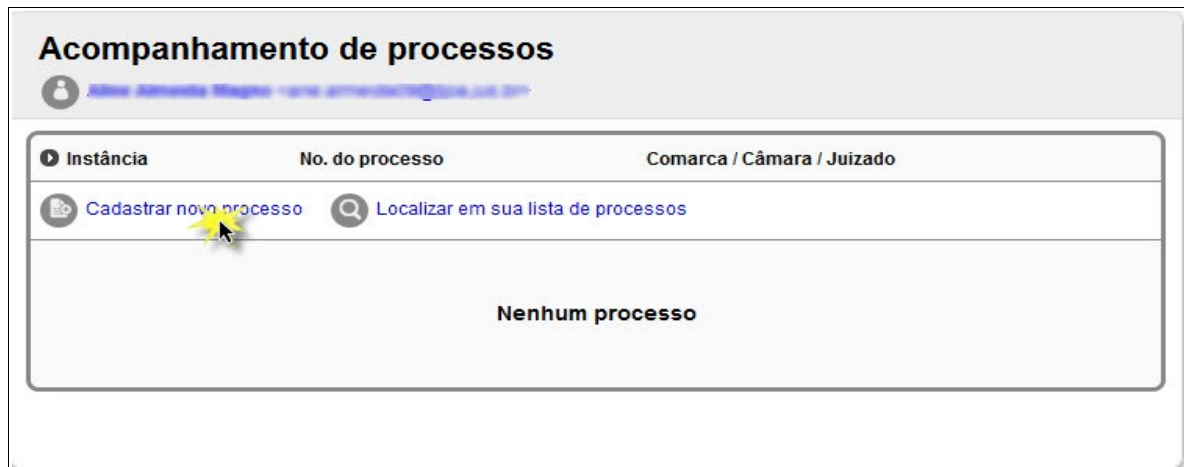 Acompanhamento de processos
Instância No. do processo Comarca / Câmara / Juizado
Cadastrar novo processo Localizar em sua lista de processos
Nenhum processo